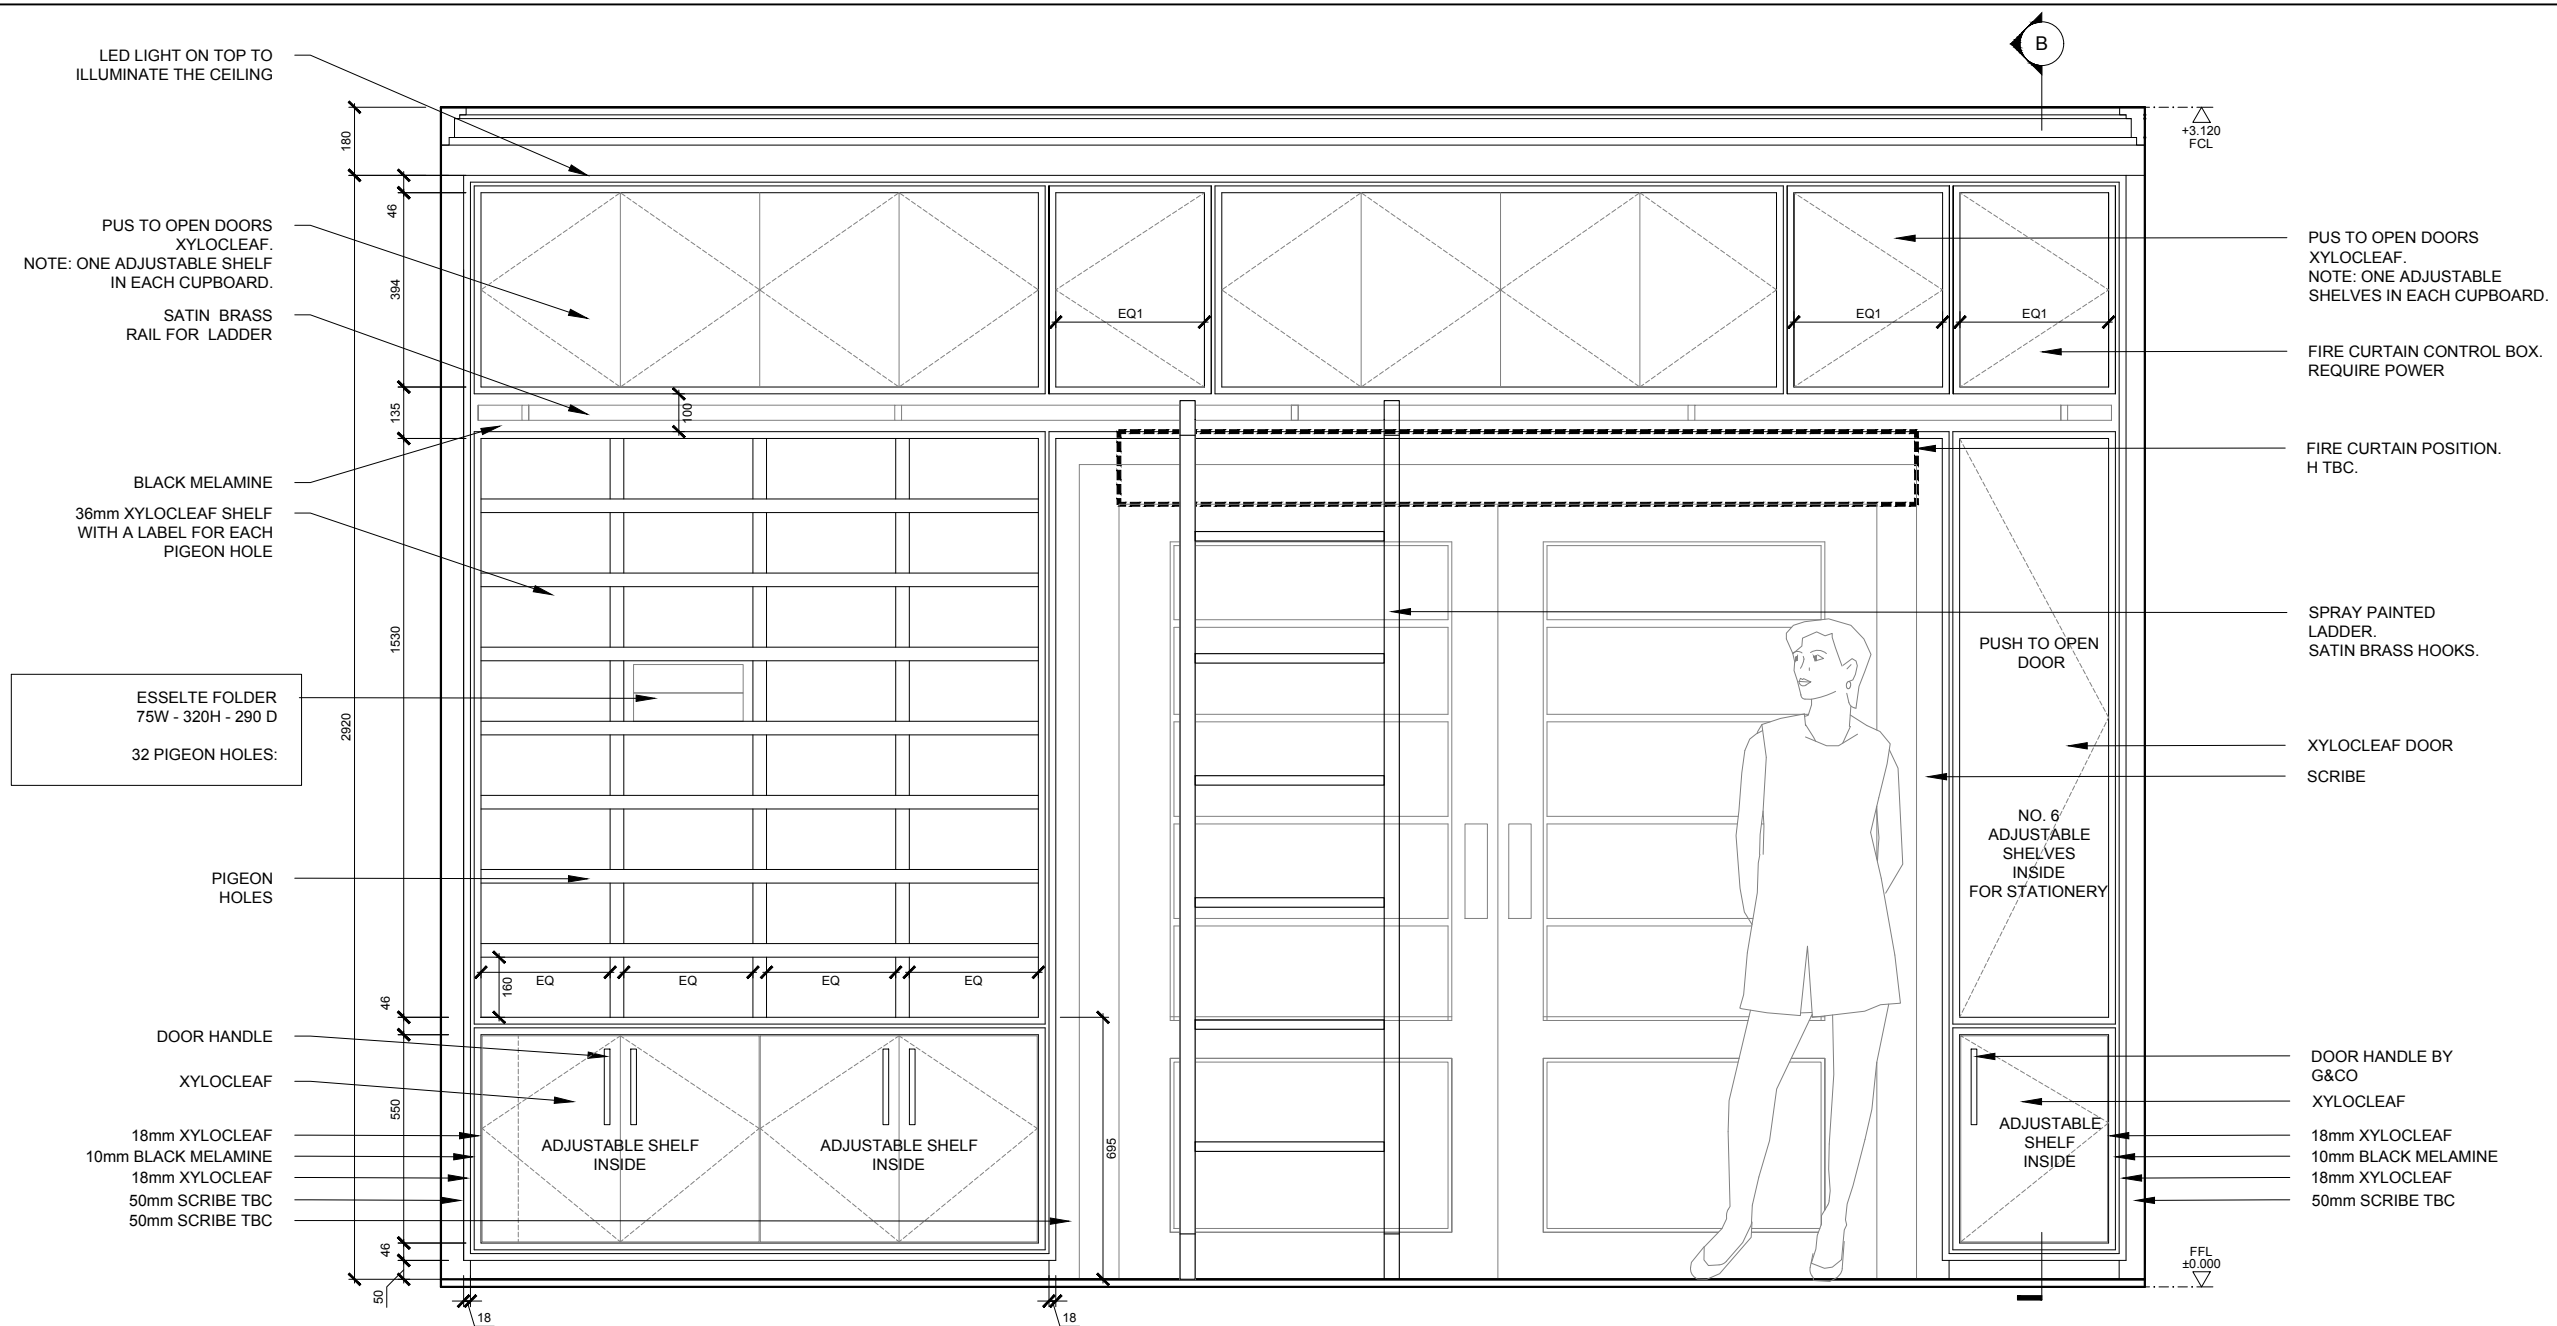 LED LIGHT ON TOP TO
ILLUMINATE THE CEILING
PUS TO OPEN DOORS
XYLOCLEAF.
NOTE: ONE ADJUSTABLE SHELF
IN EACH CUPBOARD.
SATIN BRASS
RAIL FOR LADDER
BLACK MELAMINE
36mm XYLOCLEAF SHELF
WITH A LABEL FOR EACH
PIGEON HOLE
ESSELTE FOLDER
75W - 320H - 290 D
32 PIGEON HOLES:
PIGEON
HOLES
DOOR HANDLE
XYLOCLEAF
18mm XYLOCLEAF
10mm BLACK MELAMINE
18mm XYLOCLEAF
50mm SCRIBE TBC
50mm SCRIBE TBC
180
2920
46
394
135
1530
46
550
46
50
18
18
100
160
695
EQ
EQ
EQ
EQ
EQ1
EQ1
EQ1
ADJUSTABLE SHELF
INSIDE
ADJUSTABLE SHELF
INSIDE
PUSH TO OPEN
DOOR
NO. 6
ADJUSTABLE
SHELVES
INSIDE
FOR STATIONERY
ADJUSTABLE
SHELF
INSIDE
B
+3.120
FCL
PUS TO OPEN DOORS
XYLOCLEAF.
NOTE: ONE ADJUSTABLE
SHELVES IN EACH CUPBOARD.
FIRE CURTAIN CONTROL BOX.
REQUIRE POWER
FIRE CURTAIN POSITION.
H TBC.
SPRAY PAINTED
LADDER.
SATIN BRASS HOOKS.
XYLOCLEAF DOOR
SCRIBE
DOOR HANDLE BY
G&CO
XYLOCLEAF
18mm XYLOCLEAF
10mm BLACK MELAMINE
18mm XYLOCLEAF
50mm SCRIBE TBC
FFL
±0.000